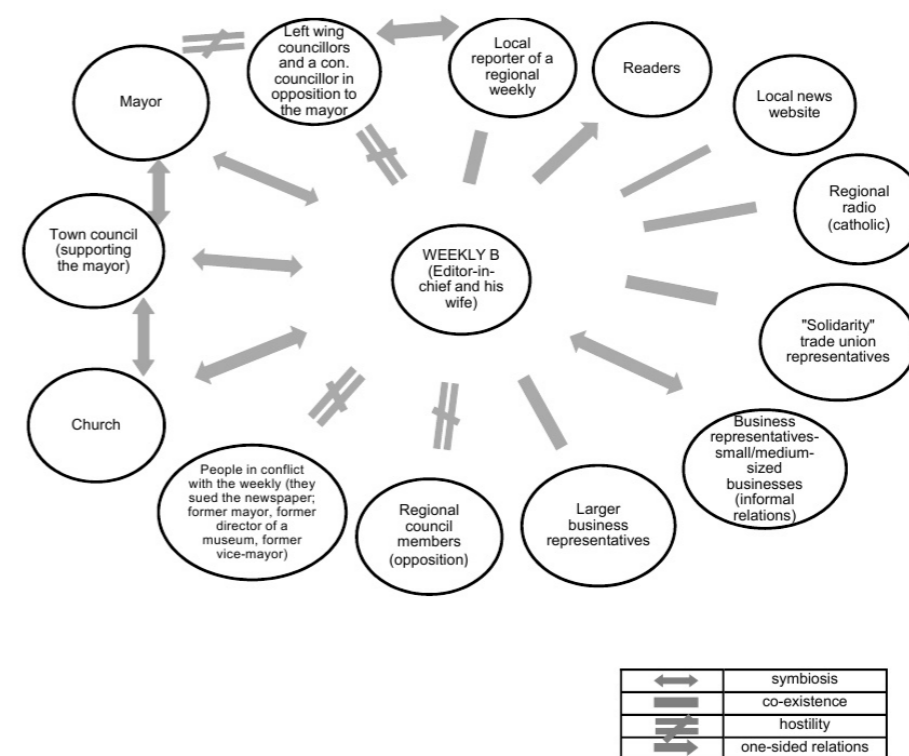 Left wing
councillors
and a con.
councillor in
opposition to
the mayor
Local
reporter of a
regional
weekly
Readers
Local news
website
Mayor
Regional
radio
(catholic)
Town council
(supporting
the mayor)
WEEKLY B
(Editor-in-
chief and his
wife)
"Solidarity"
trade union
representatives
Church
Business
representatives-
small/medium-
sized
businesses
(informal
relations)
People in conflict
with the weekly (they
sued the newspaper;
former mayor, former
director of a
museum, former
vice-mayor)
Regional
council
members
(opposition)
Larger
business
representatives
symbiosis
co-existence
hostility
one-sided relations